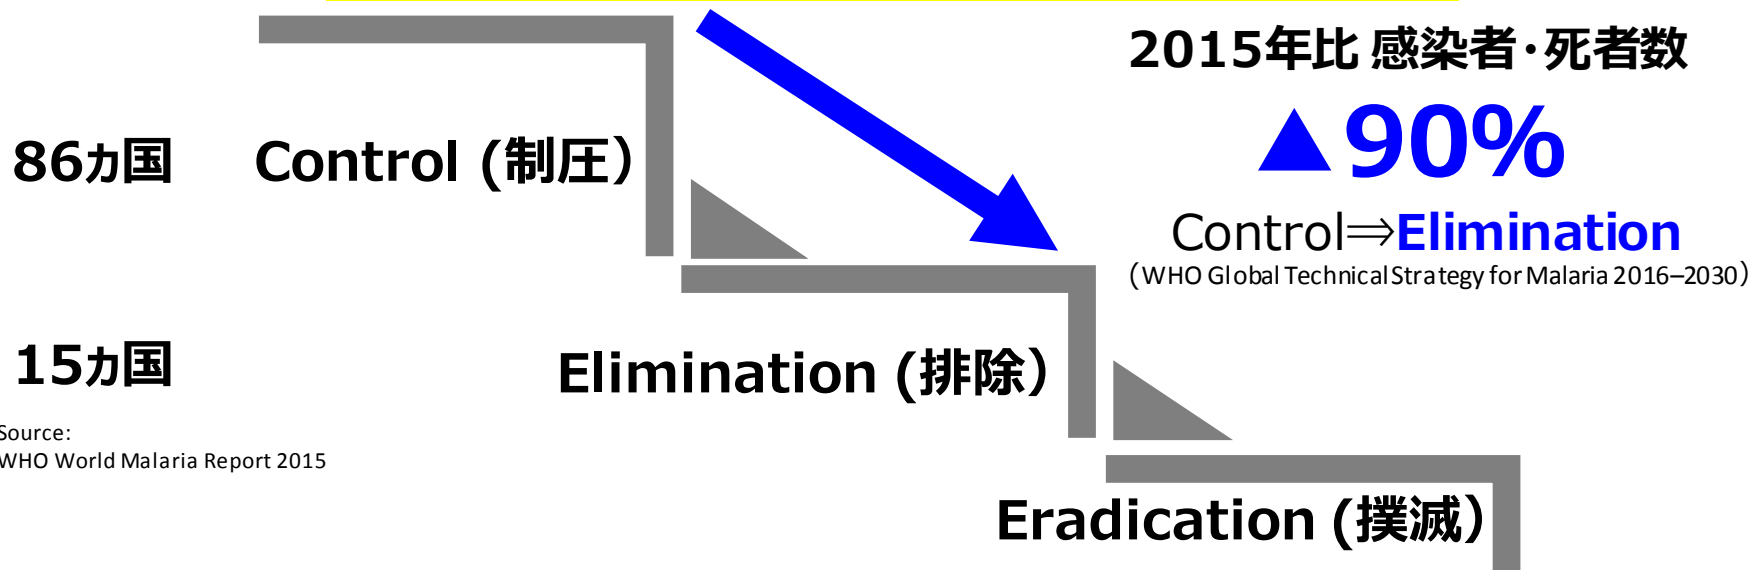 2015年比 感染者・死者数
▲90%
86ヵ国
Control (制圧）
Control⇒Elimination
（WHO Global Technical Strategy for Malaria 2016–2030）
15ヵ国
Elimination (排除）
Source:
WHO World Malaria Report 2015
Eradication (撲滅）